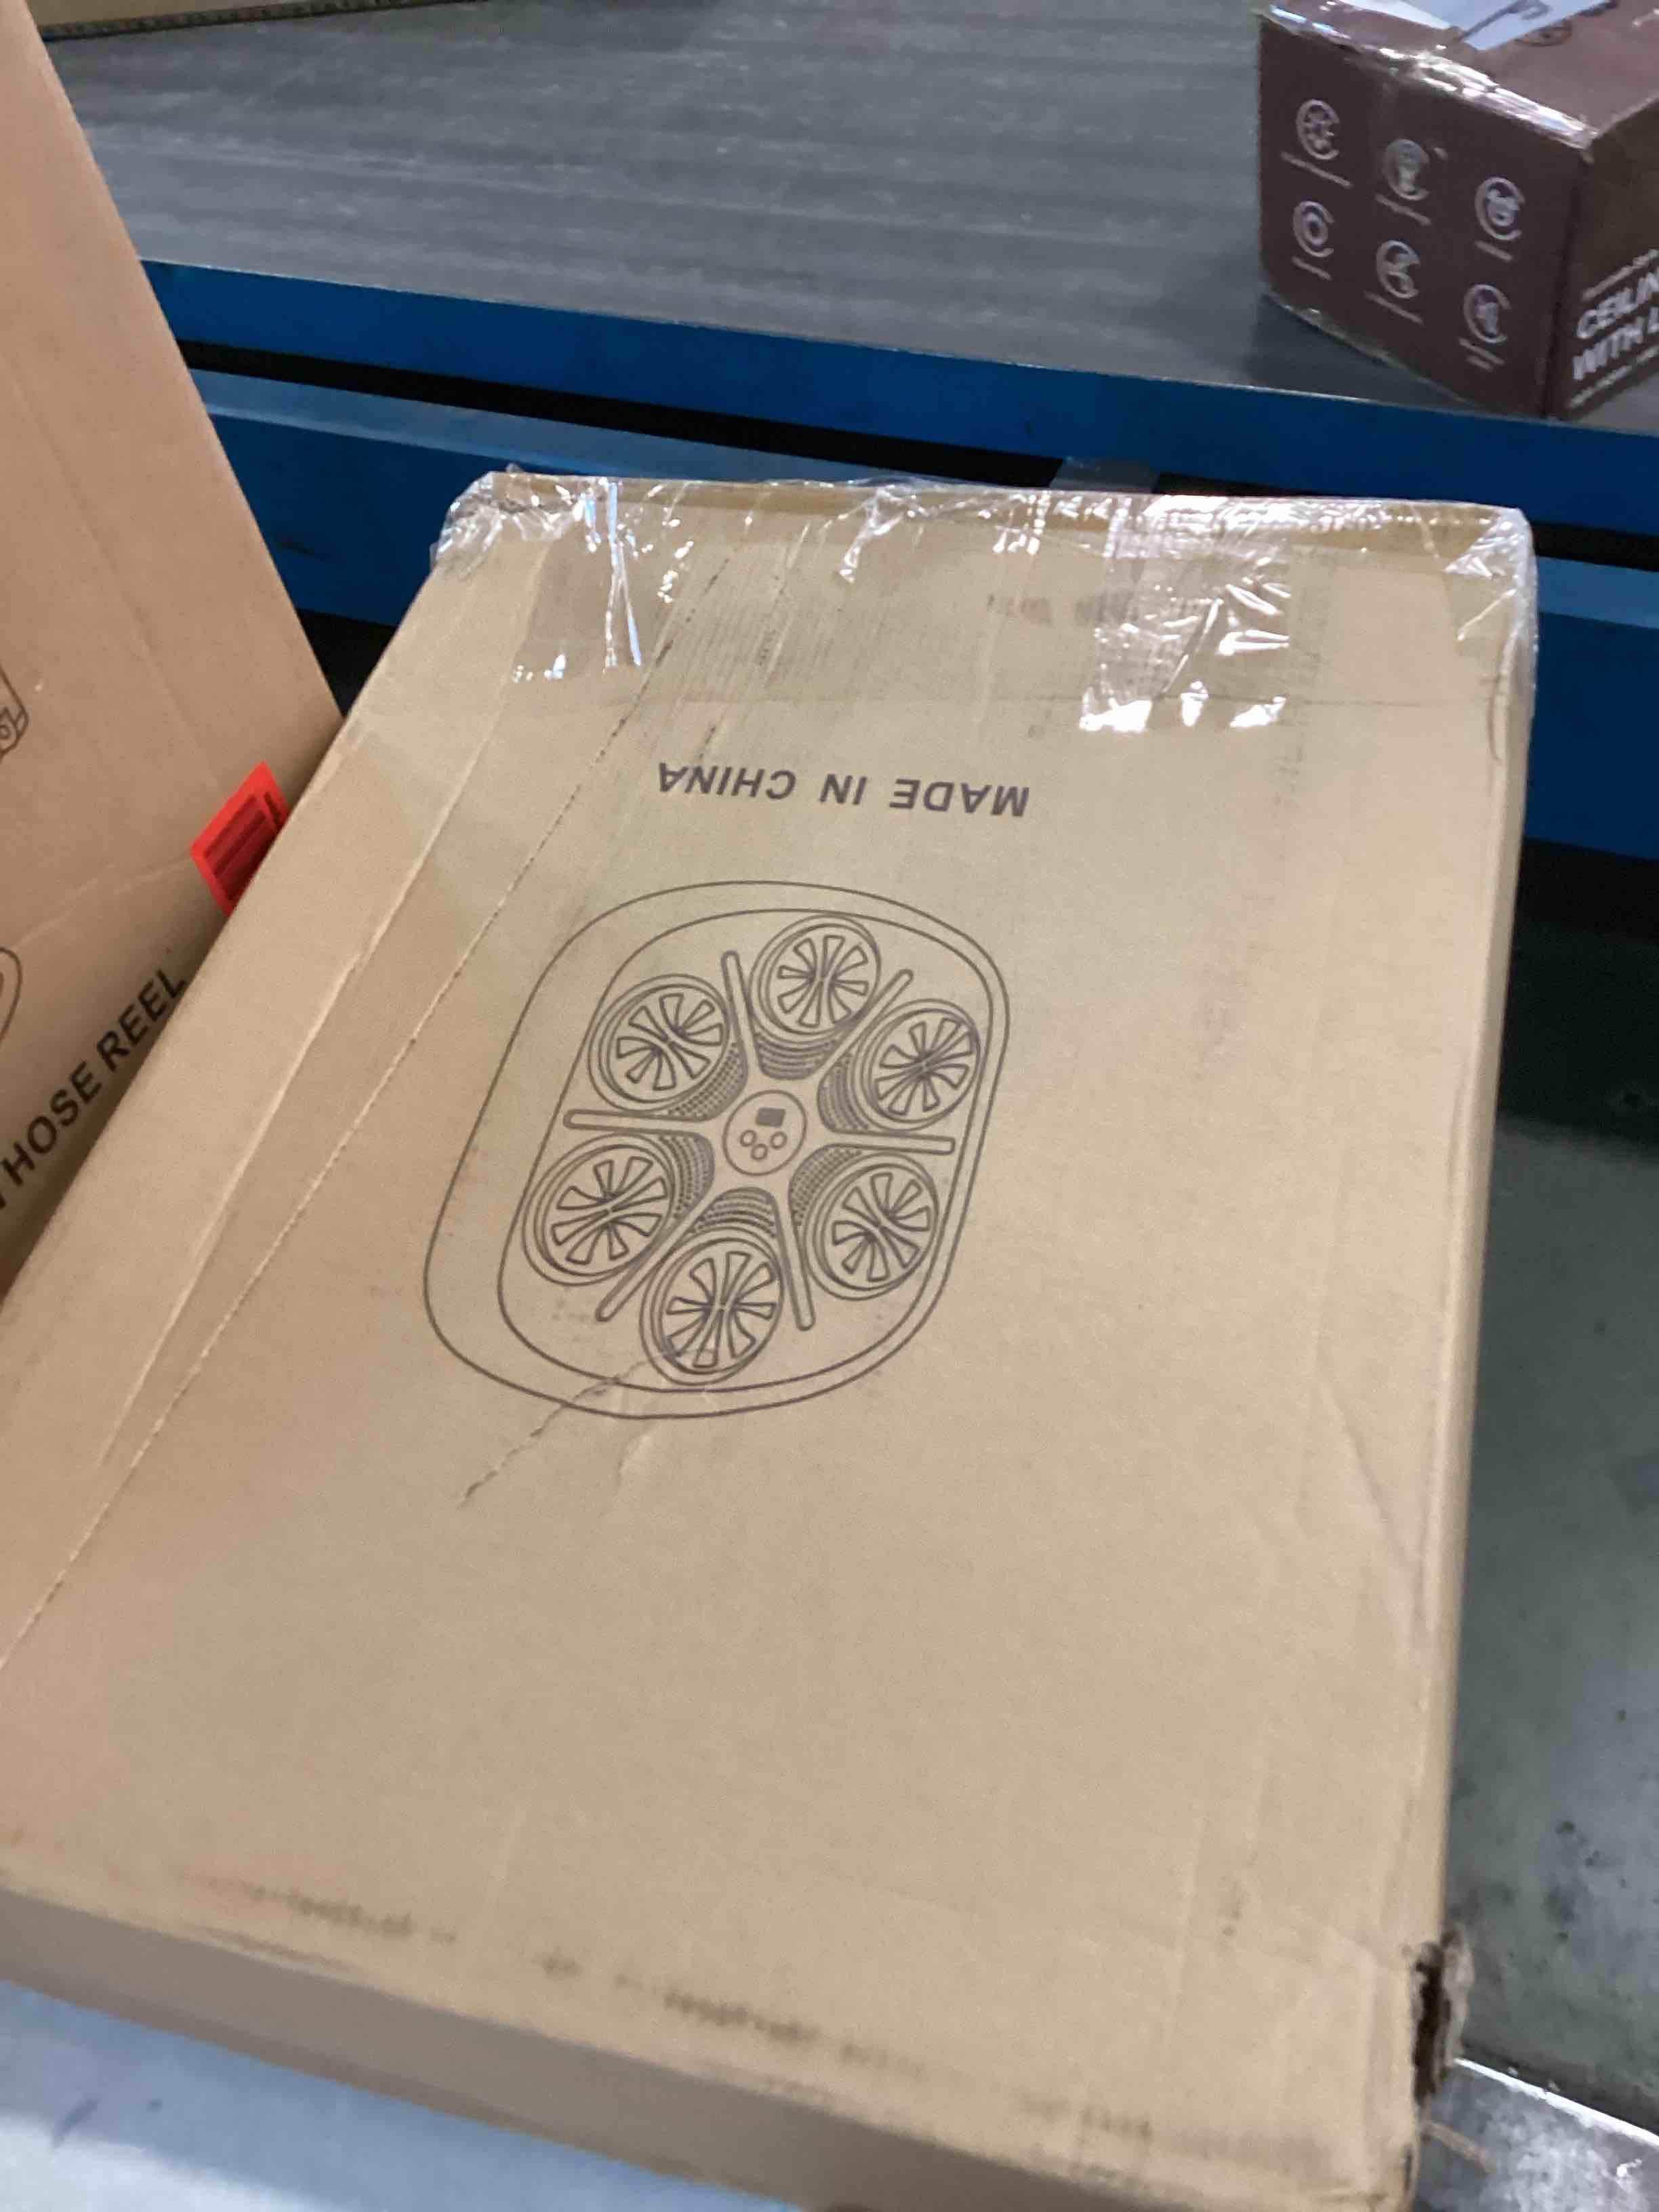 MADE IN CHINA
HOSE REEL
CEILIN
WITH L